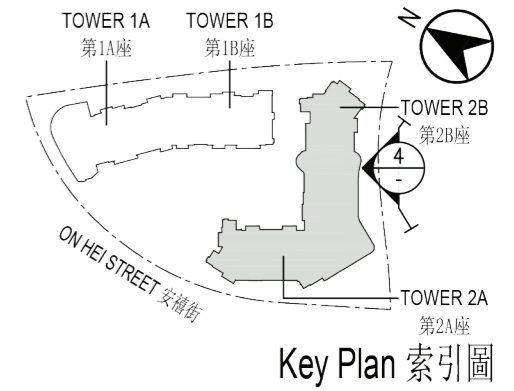 TOWER 1A
第1A座
TOWER 1B
第1B座
N
TOWER 2B
第2B座
4
-
ON HEI STREET 安禧街
TOWER 2A
第2A座
Key Plan 索引圖